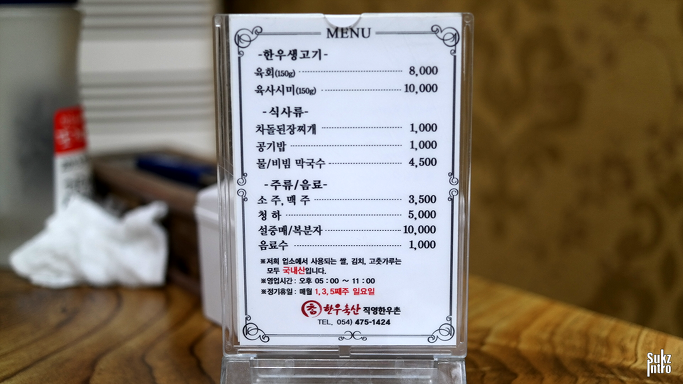 MENU
-한우생고기-
육회(150g) 8,000
육사시미(150g) 10,000
-식사류-
차돌된장찌개 1,000
공기밥 1,000
물/비빔 막국수 4,500
-주류/음료-
소 주, 맥 주 3,500
청 하 5,000
설중매/복분자 10,000
음료수 1,000
※저희 업소에서 사용되는 쌀, 김치, 고춧가루는
모두 국내산입니다.
※영업시간 : 오후 05 : 00 ~ 11 : 00
※정기휴일 : 매월 1, 3, 5째주 일요일
한우육산 직영한우촌
TEL. 054) 475-1424
Sukz
Intro